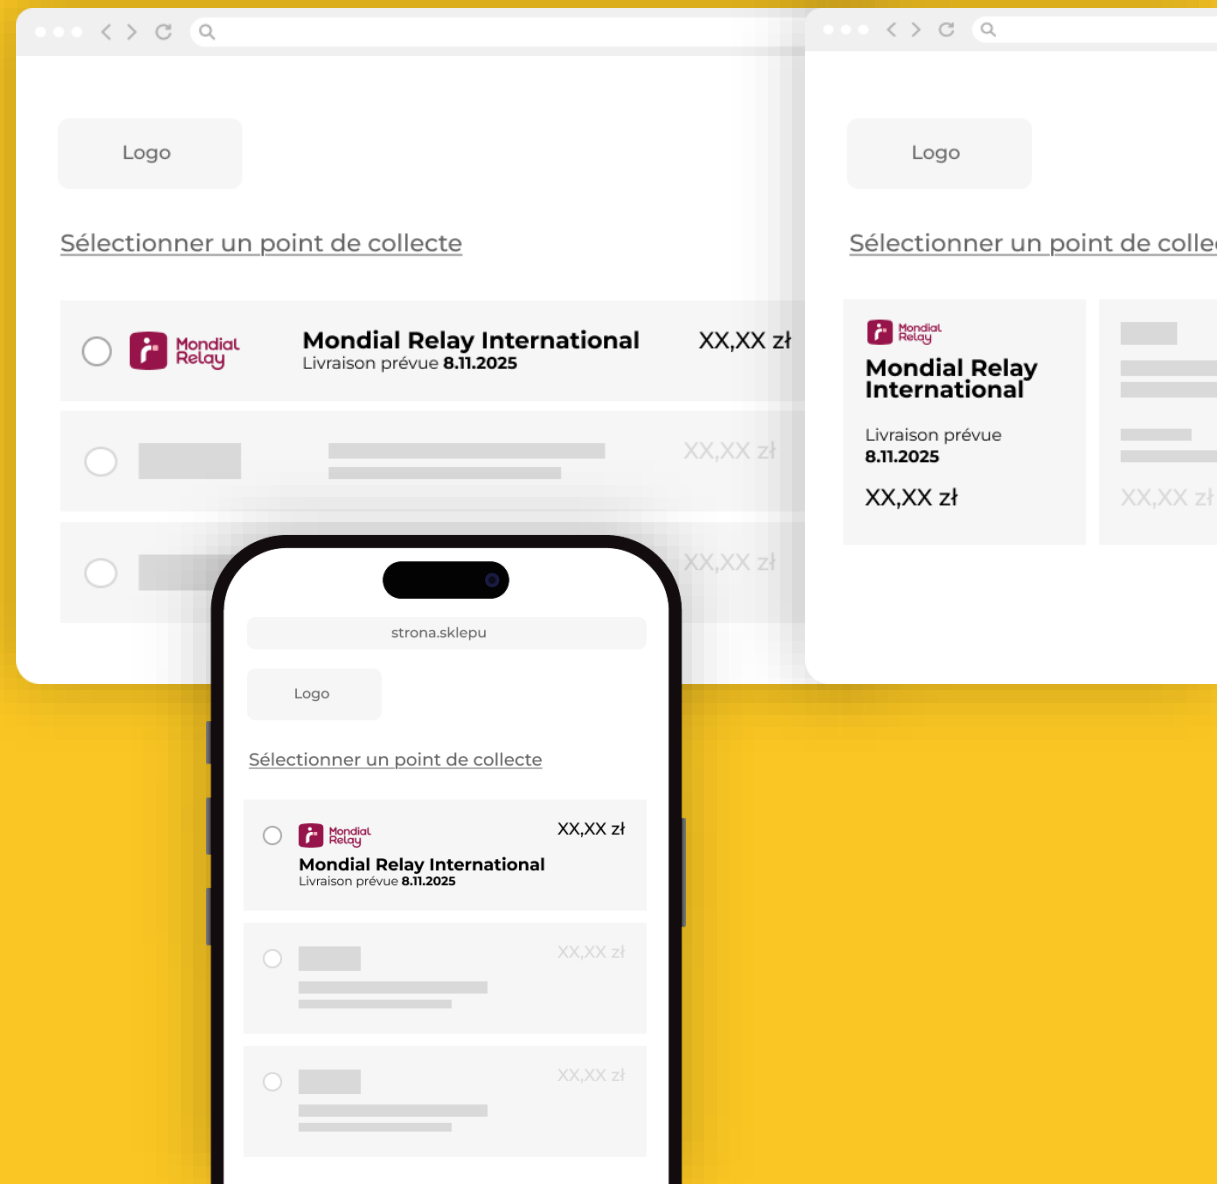 Logo
Sélectionner un point de collecte
Mondial
Relay
Mondial Relay International
Livraison prévue 8.11.2025
XX,XX zł
XX,XX zł
XX,XX zł
Logo
Sélectionner un point de colle
Mondial
Relay
Mondial Relay
International
Livraison prévue
8.11.2025
XX,XX zł
XX,XX zł
strona.sklepu
Logo
Sélectionner un point de collecte
Mondial
Relay
XX,XX zł
Mondial Relay International
Livraison prévue 8.11.2025
XX,XX zł
XX,XX zł